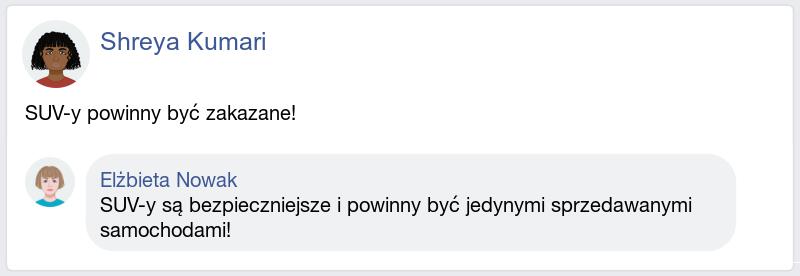 Shreya Kumari
SUV-y powinny być zakazane!
Elżbieta Nowak
SUV-y są bezpieczniejsze i powinny być jedynymi sprzedawanymi
samochodami!